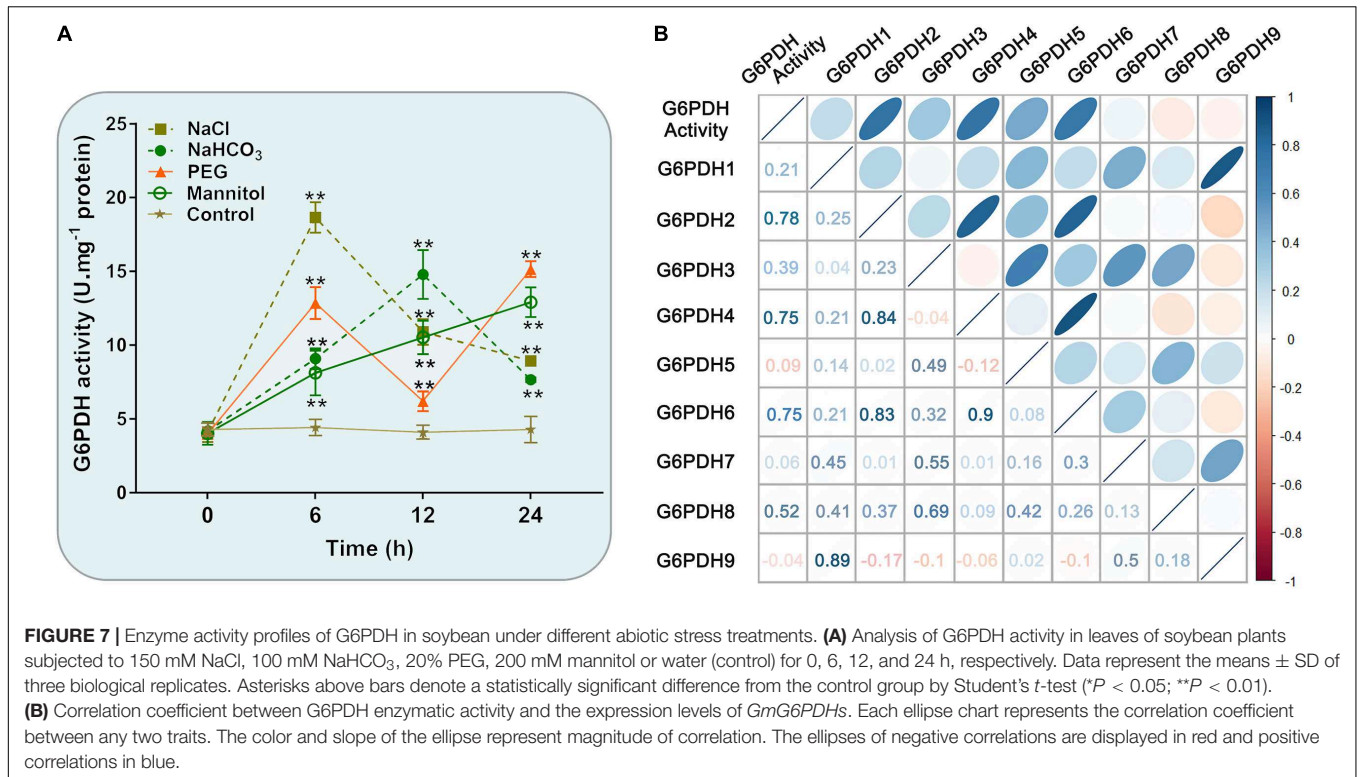 A
25
20
15
10
5
0
G6PDH activity (U.mg⁻¹ protein)
NaCl
NaHCO₃
PEG
Mannitol
Control
**
**
**
**
**
**
**
**
**
**
**
**
0 6 12 24
Time (h)
B
G6PDH Activity G6PDH1 G6PDH2 G6PDH3 G6PDH4 G6PDH5 G6PDH6 G6PDH7 G6PDH8 G6PDH9
G6PDH Activity
G6PDH1 0.21
G6PDH2 0.78 0.25
G6PDH3 0.39 0.04 0.23
G6PDH4 0.75 0.21 0.84 -0.04
G6PDH5 0.09 0.14 0.02 0.49 -0.12
G6PDH6 0.75 0.21 0.83 0.32 0.9 0.08
G6PDH7 0.06 0.45 0.01 0.55 0.01 0.16 0.3
G6PDH8 0.52 0.41 0.37 0.69 0.09 0.42 0.26 0.13
G6PDH9 -0.04 0.89 -0.17 -0.1 -0.06 0.02 -0.1 0.5 0.18
1
0.8
0.6
0.4
0.2
0
-0.2
-0.4
-0.6
-0.8
-1
FIGURE 7 | Enzyme activity profiles of G6PDH in soybean under different abiotic stress treatments. (A) Analysis of G6PDH activity in leaves of soybean plants
subjected to 150 mM NaCl, 100 mM NaHCO₃, 20% PEG, 200 mM mannitol or water (control) for 0, 6, 12, and 24 h, respectively. Data represent the means ± SD of
three biological replicates. Asterisks above bars denote a statistically significant difference from the control group by Student's t-test (*P < 0.05; **P < 0.01).
(B) Correlation coefficient between G6PDH enzymatic activity and the expression levels of GmG6PDHs. Each ellipse chart represents the correlation coefficient
between any two traits. The color and slope of the ellipse represent magnitude of correlation. The ellipses of negative correlations are displayed in red and positive
correlations in blue.